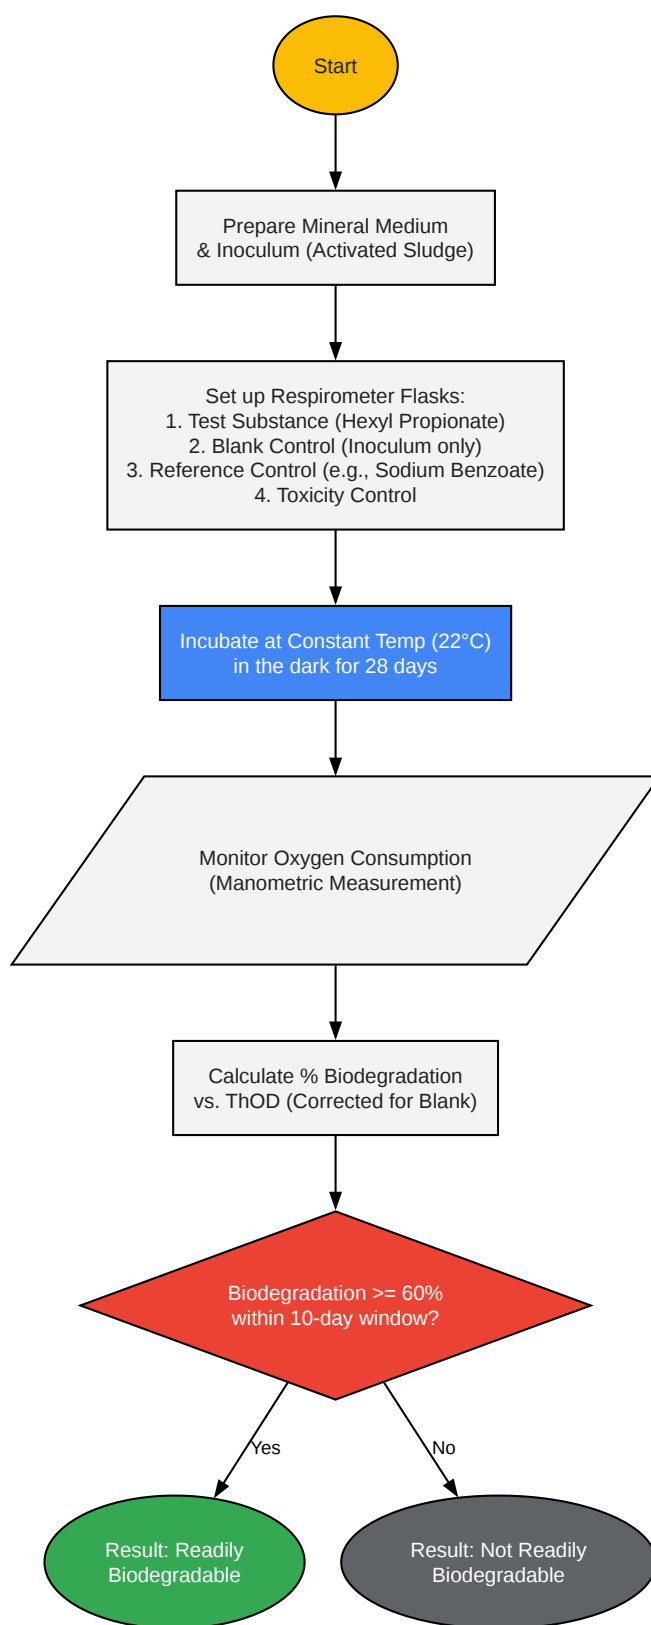 Start
Prepare Mineral Medium
& Inoculum (Activated Sludge)
Set up Respirometer Flasks:
1. Test Substance (Hexyl Propionate)
2. Blank Control (Inoculum only)
3. Reference Control (e.g., Sodium Benzoate)
4. Toxicity Control
Incubate at Constant Temp (22°C)
in the dark for 28 days
Monitor Oxygen Consumption
(Manometric Measurement)
Calculate % Biodegradation
vs. ThOD (Corrected for Blank)
Biodegradation >= 60%
within 10-day window?
Yes
No
Result: Readily
Biodegradable
Result: Not Readily
Biodegradable